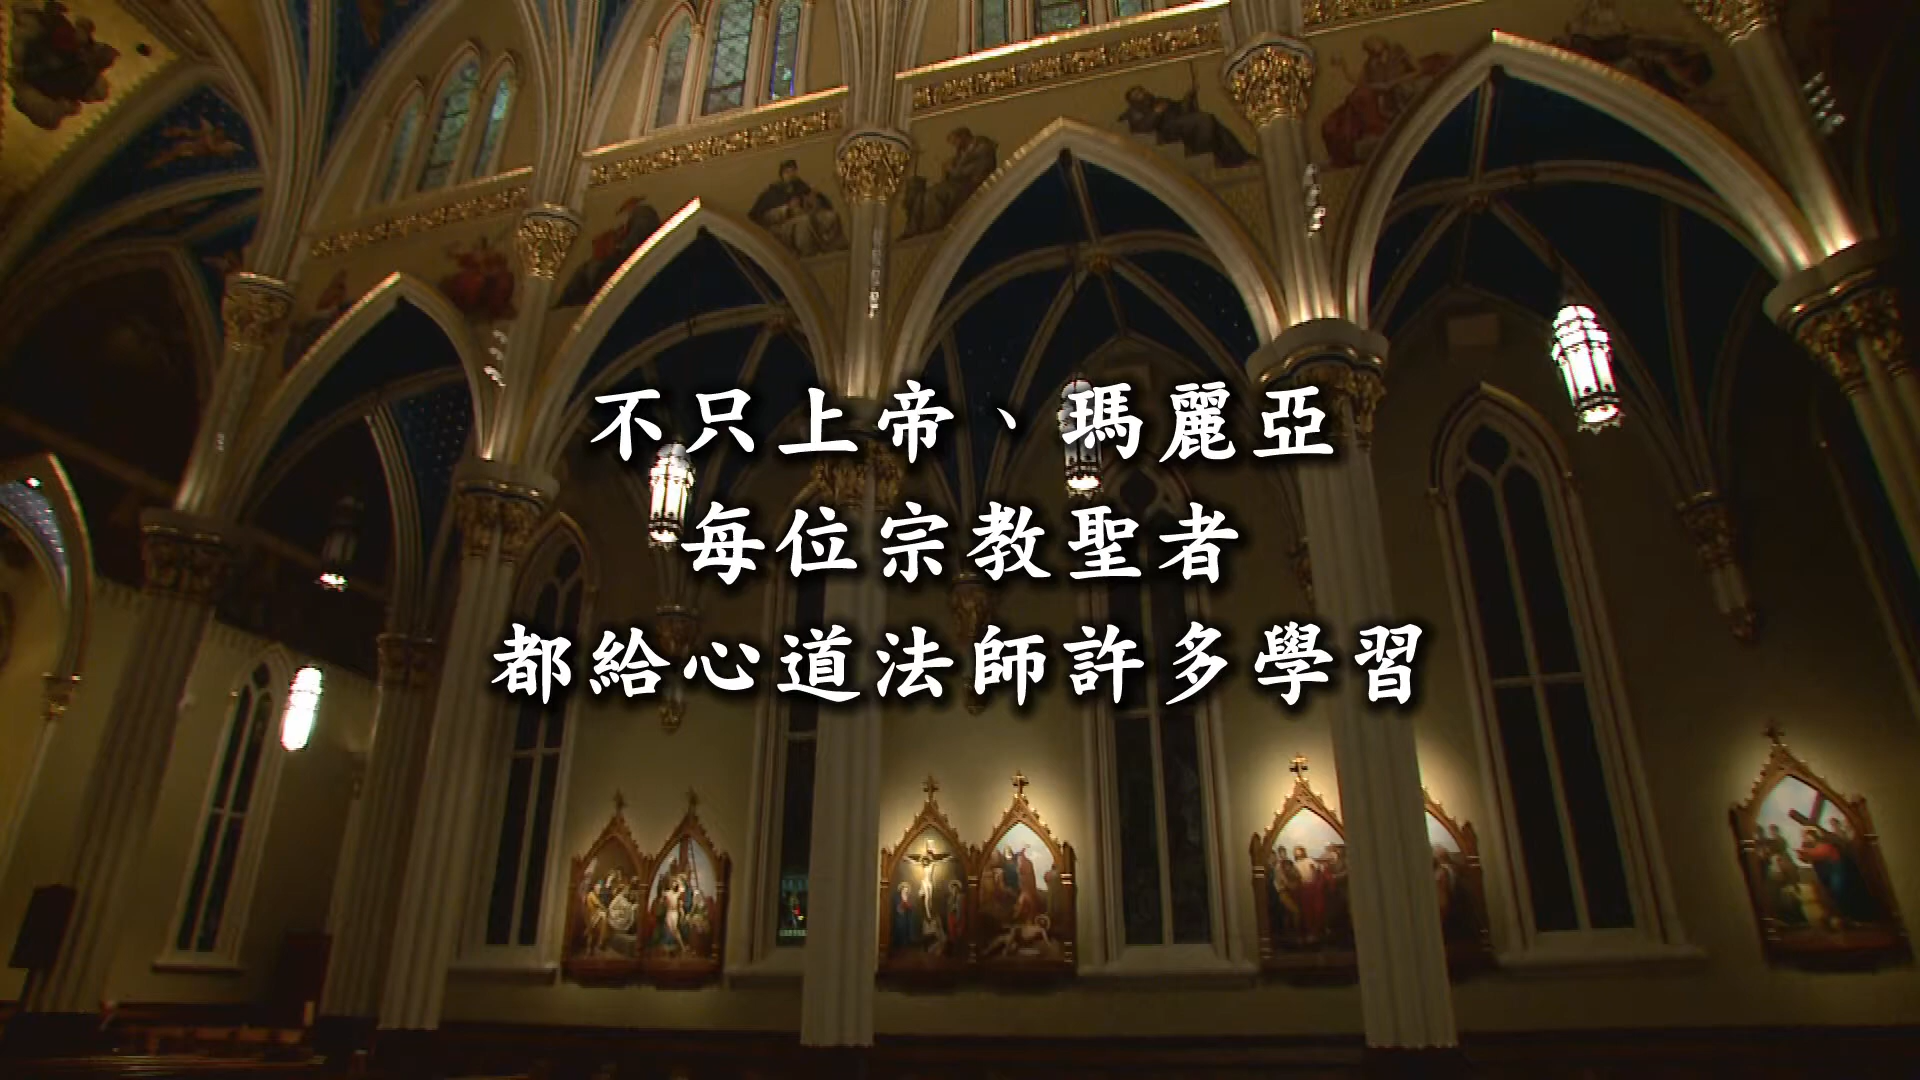 不只上帝、瑪麗亞
每位宗教聖者
都給心道法師許多學習